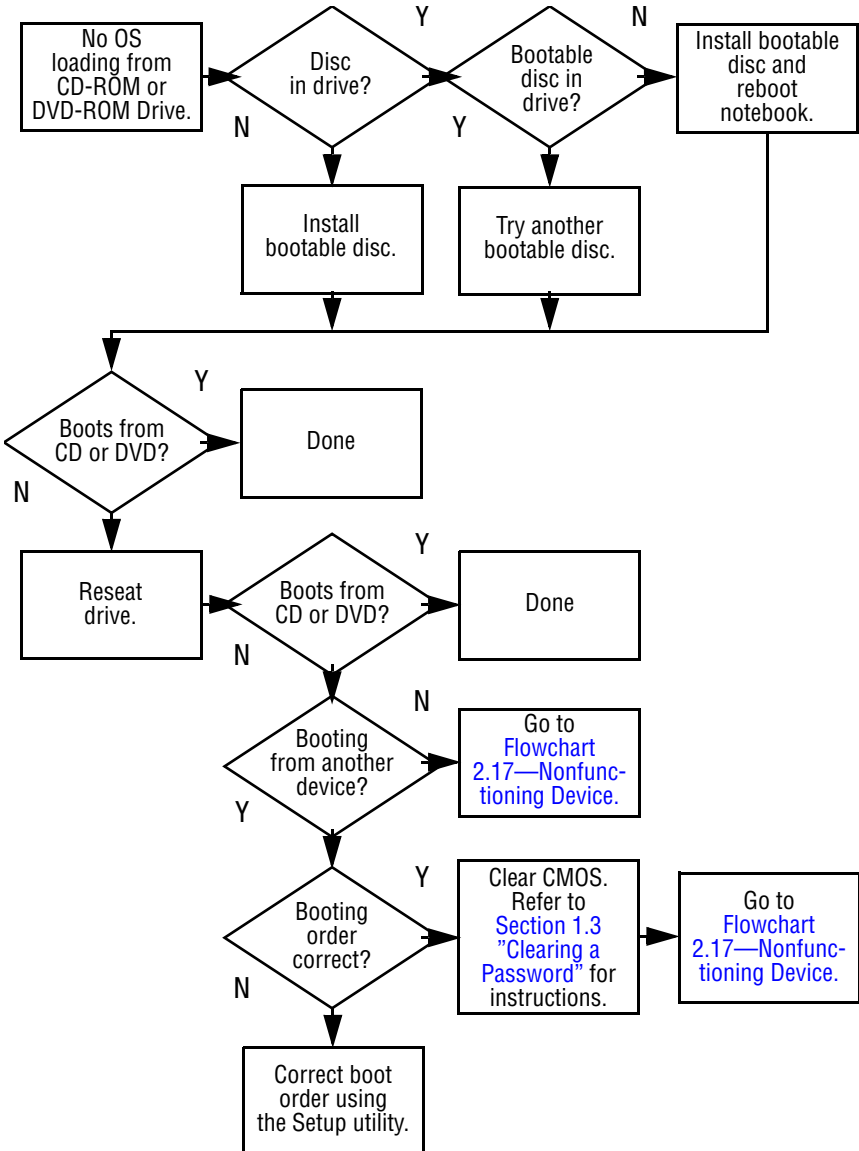 No OS
loading from
CD-ROM or
DVD-ROM Drive.
Disc
in drive?
Y
N
Bootable
disc in
drive?
N
Y
Install bootable
disc and
reboot
notebook.
Install
bootable disc.
Try another
bootable disc.
Boots from
CD or DVD?
Y
N
Done
Reseat
drive.
Boots from
CD or DVD?
Y
N
Done
Booting
from another
device?
N
Y
Go to
Flowchart
2.17—Nonfunc-
tioning Device.
Booting
order
correct?
Y
N
Clear CMOS.
Refer to
Section 1.3
”Clearing a
Password” for
instructions.
Go to
Flowchart
2.17—Nonfunc-
tioning Device.
Correct boot
order using
the Setup utility.